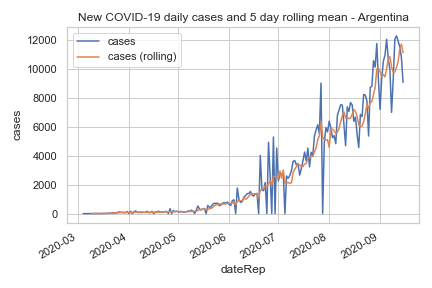 New COVID-19 daily cases and 5 day rolling mean - Argentina
cases
cases (rolling)
12000
10000
8000
6000
4000
2000
0
cases
2020-03
2020-04
2020-05
2020-06
2020-07
2020-08
2020-09
dateRep